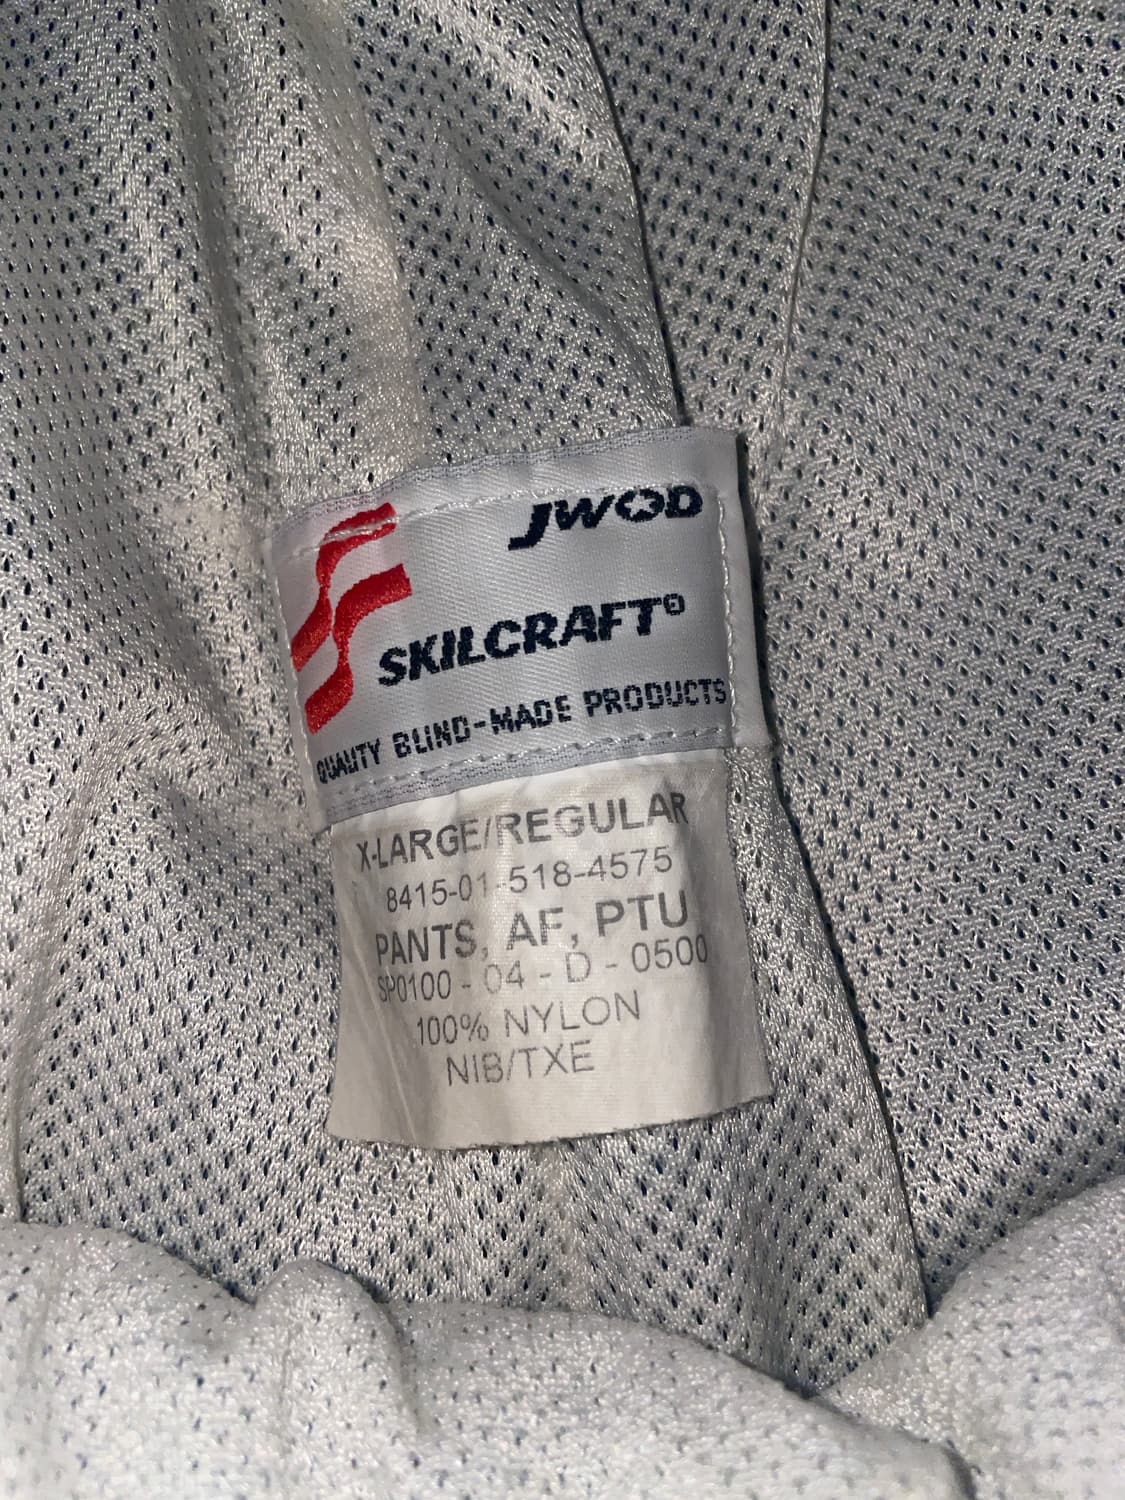 JWOD
SKILCRAFT®
QUALITY BLIND-MADE PRODUCTS
X-LARGE/REGULAR
8415-01-518-4575
PANTS, AF, PTU
SP0100 - 04 - D - 0500
100% NYLON
NIB/TXE